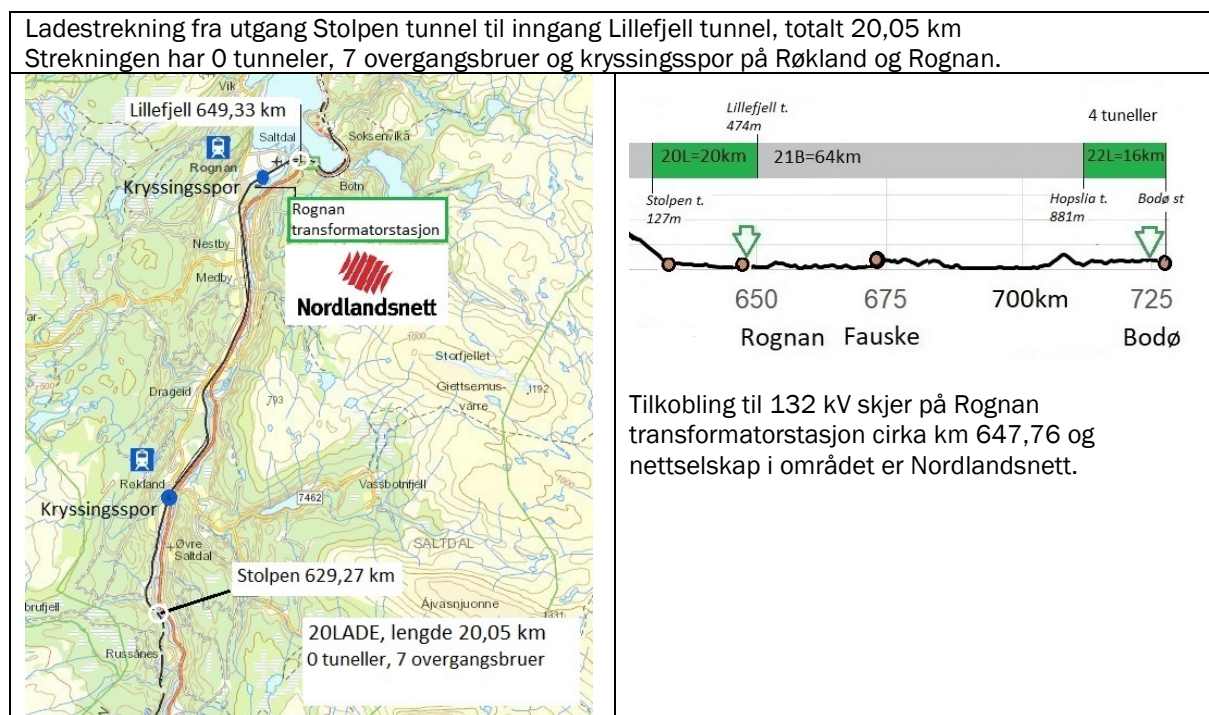 Ladestrekning fra utgang Stolpen tunnel til inngang Lillefjell tunnel, totalt 20,05 km
Strekningen har 0 tunneler, 7 overgangsbruer og kryssingsspor på Røkland og Rognan.
Vik
Lillefjell 649,33 km
Saltdal
Soksenvika
Rognan
Kryssingsspor
Botn
Rognan
transformatorstasjon
Nestby
Medby
Nordlandsnett
1000
Storfjellet
Giettsemus-
várre
1192
500
Drageid
793
Røkland
Vassbotnfjell
7462
Kryssingsspor
Øvre
Saltdal
SALTDAL
Stolpen 629,27 km
brufjell
Ájvasjuonne
1331
20LADE, lengde 20,05 km
0 tuneller, 7 overgangsbruer
Russånes
Lillefjell t.
474m
4 tuneller
20L=20km
21B=64km
22L=16km
Stolpen t.
127m
Hopslia t.
881m
Bodø st
650
675
700km
725
Rognan
Fauske
Bodø
Tilkobling til 132 kV skjer på Rognan
transformatorstasjon cirka km 647,76 og
nettselskap i området er Nordlandsnett.